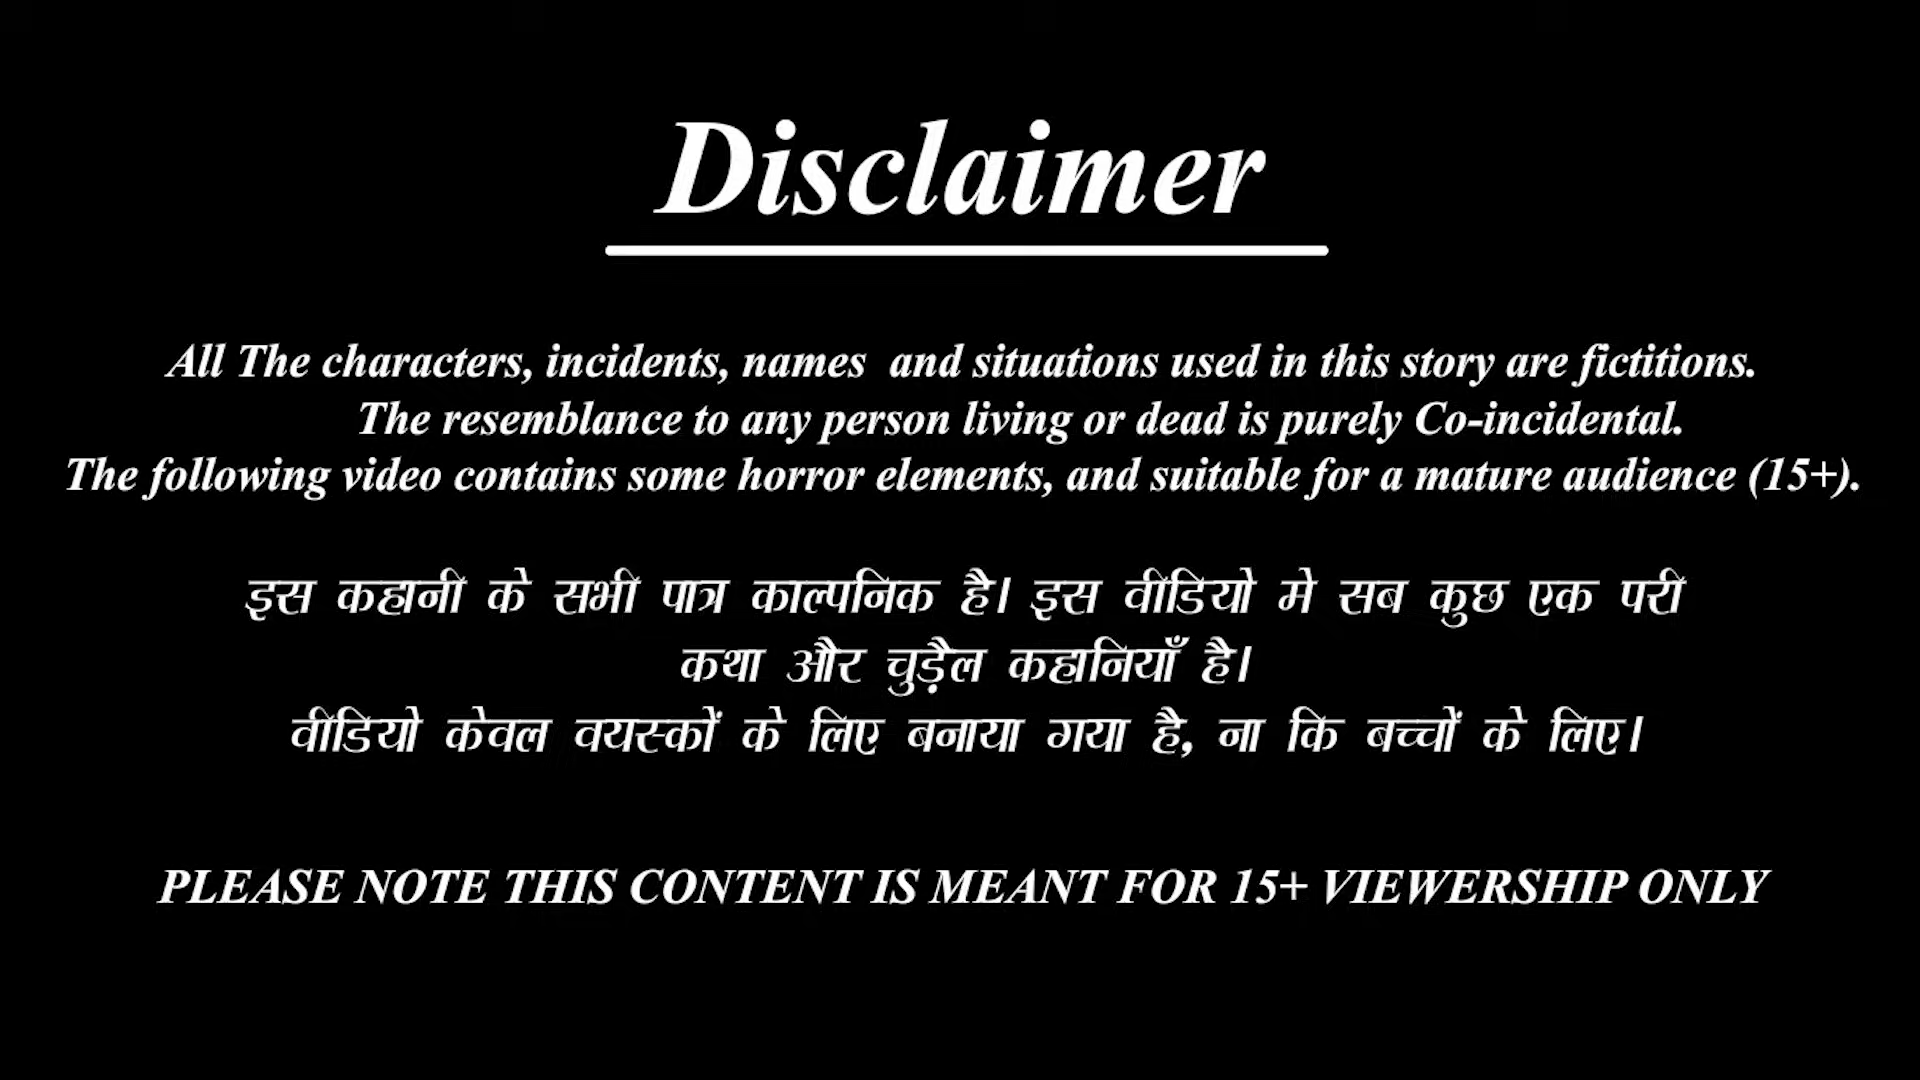 Disclaimer
All The characters, incidents, names and situations used in this story are fictitions.
The resemblance to any person living or dead is purely Co-incidental.
The following video contains some horror elements, and suitable for a mature audience (15+).
इस कहानी के सभी पात्र काल्पनिक है। इस वीडियो मे सब कुछ एक परी
कथा और चुड़ैल कहानियाँ है।
वीडियो केवल वयस्कों के लिए बनाया गया है, ना कि बच्चों के लिए।
PLEASE NOTE THIS CONTENT IS MEANT FOR 15+ VIEWERSHIP ONLY